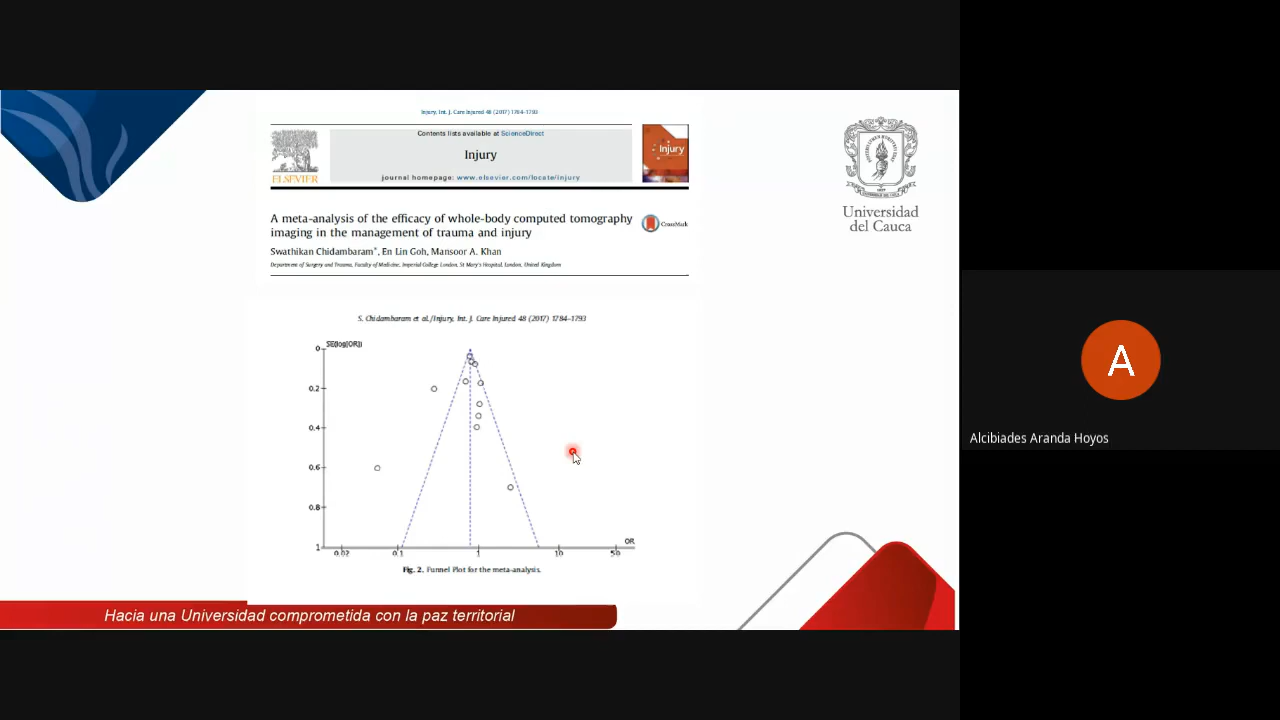 Injury, Int. J. Care Injured 48 (2017) 1784–1793
Contents lists available at ScienceDirect
Injury
journal homepage: www.elsevier.com/locate/injury
ELSEVIER
Injury
A meta-analysis of the efficacy of whole-body computed tomography
imaging in the management of trauma and injury
CrossMark
Swathikan Chidambaram*, En Lin Goh, Mansoor A. Khan
Department of Surgery and Trauma, Faculty of Medicine, Imperial College London, St Mary's Hospital, London, United Kingdom
Universidad
del Cauca
S. Chidambaram et al./Injury, Int. J. Care Injured 48 (2017) 1784–1793
SE(log[OR])
0
0.2
0.4
0.6
0.8
1
0.02 0.1 1 10 50
OR
Fig. 2. Funnel Plot for the meta-analysis.
Hacia una Universidad comprometida con la paz territorial
A
Alcibiades Aranda Hoyos